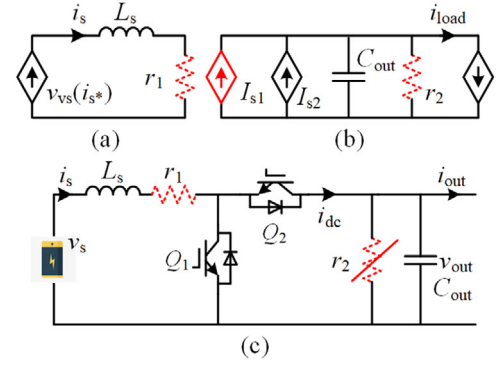 i_s L_s
r_1
v_vs(i_s*)
(a)
i_load
C_out
I_s1 I_s2 r_2
(b)
i_s L_s r_1 i_out
v_s Q_1 Q_2 i_dc r_2 v_out
C_out
(c)